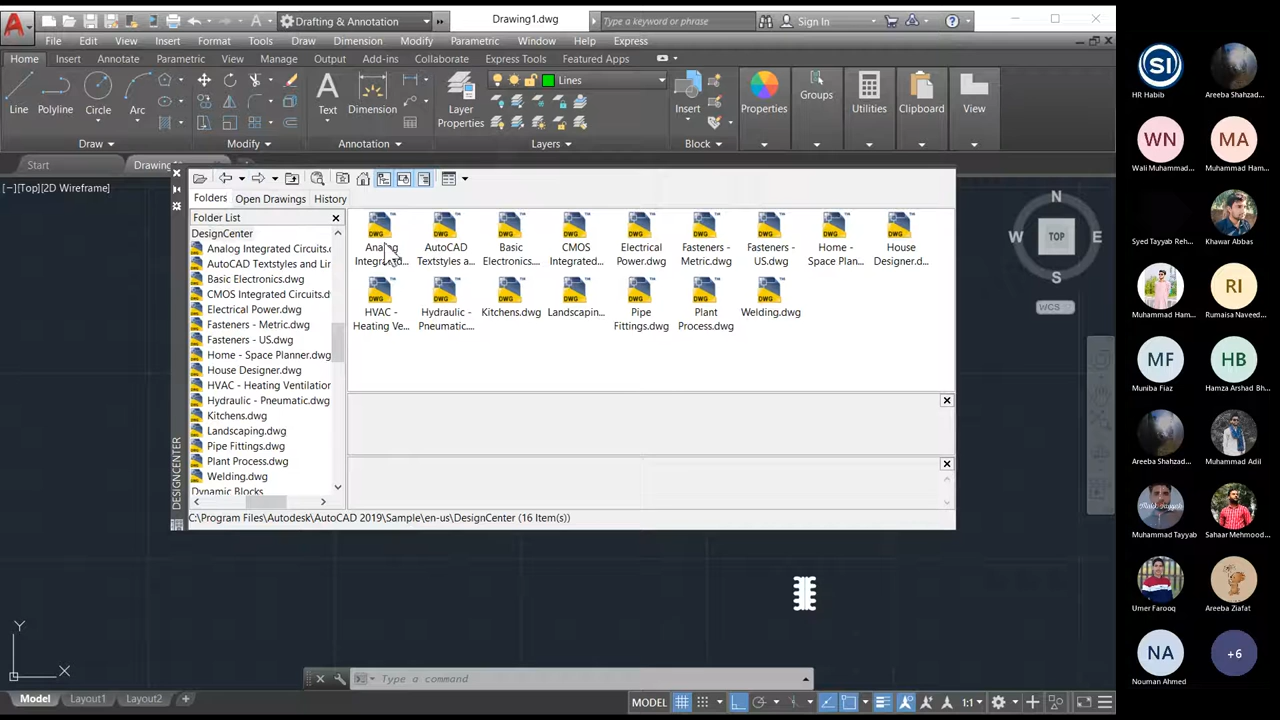 Drafting & Annotation
Drawing1.dwg
Type a keyword or phrase
Sign In
File Edit View Insert Format Tools Draw Dimension Modify Parametric Window Help Express
Home Insert Annotate Parametric View Manage Output Add-ins Collaborate Express Tools Featured Apps
Lines
Line Polyline Circle Arc
Text Dimension
Layer
Properties
Insert
Properties
Groups
Utilities
Clipboard
View
Draw Modify Annotation Layers Block
Start
[−][Top][2D Wireframe]
Folders Open Drawings History
Folder List
DesignCenter
Analog Integrated Circuits.
AutoCAD Textstyles and Lir
Basic Electronics.dwg
CMOS Integrated Circuits.d
Electrical Power.dwg
Fasteners - Metric.dwg
Fasteners - US.dwg
Home - Space Planner.dwg
House Designer.dwg
HVAC - Heating Ventilation
Hydraulic - Pneumatic.dwg
Kitchens.dwg
Landscaping.dwg
Pipe Fittings.dwg
Plant Process.dwg
Welding.dwg
Dynamic Blocks
Analog
Integrated...
AutoCAD
Textstyles a...
Basic
Electronics....
CMOS
Integrated...
Electrical
Power.dwg
Fasteners -
Metric.dwg
Fasteners -
US.dwg
Home -
Space Plan...
House
Designer.d...
HVAC -
Heating Ve...
Hydraulic -
Pneumatic....
Kitchens.dwg
Landscapin...
Pipe
Fittings.dwg
Plant
Process.dwg
Welding.dwg
DESIGNCENTER
C:\Program Files\Autodesk\AutoCAD 2019\Sample\en-us\DesignCenter (16 Item(s))
N
W TOP E
S
WCS
Y
X
Type a command
Model Layout1 Layout2 +
MODEL
1:1
SI
HR Habib
Areeba Shahzad...
WN
Wali Muhammad...
MA
Muhammad Ham...
Syed Tayyab Reh...
Khawar Abbas
Muhammad Ham...
RI
Rumaisa Naveed...
MF
Muniba Fiaz
HB
Hamza Arshad Bh...
Areeba Shahzad...
Muhammad Adil
Muhammad Tayyab
Sahaar Mehmood...
Umer Farooq
Areeba Ziafat
NA
Nouman Ahmed
+6